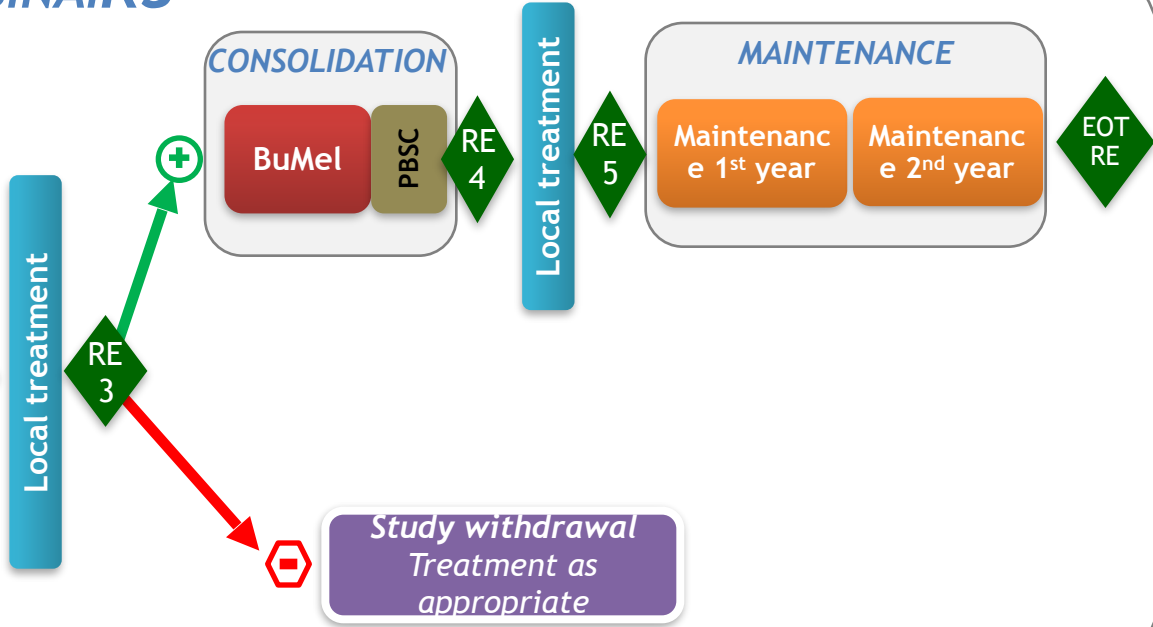 CONSOLIDATION
BuMel
PBSC
RE
4
Local treatment
RE
5
MAINTENANCE
Maintenanc
e 1st year
Maintenanc
e 2nd year
EOT
RE
Local treatment
RE
3
Study withdrawal
Treatment as
appropriate